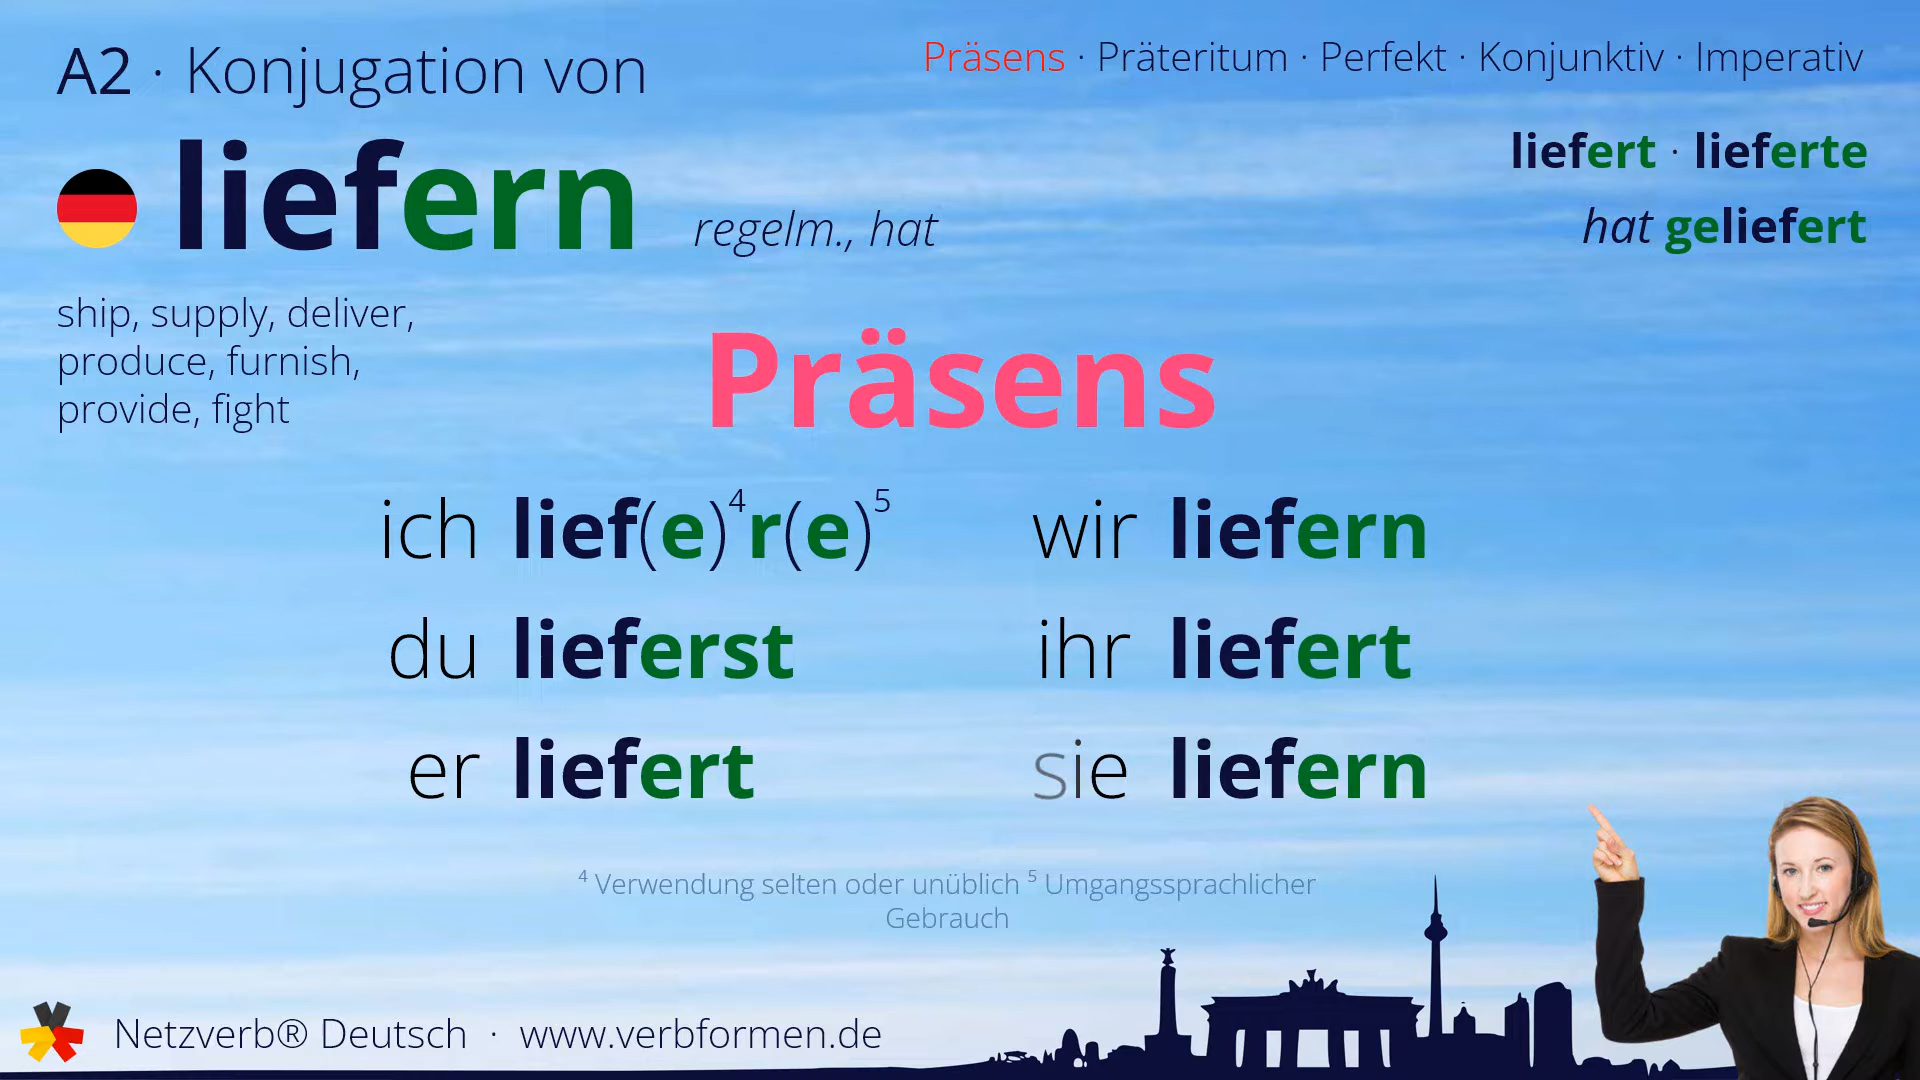 A2 · Konjugation von
Präsens · Präteritum · Perfekt · Konjunktiv · Imperativ
liefern regelm., hat
liefert · lieferte
hat geliefert
ship, supply, deliver,
produce, furnish,
provide, fight
Präsens
ich lief(e)⁴r(e)⁵
du lieferst
er liefert
wir liefern
ihr liefert
sie liefern
⁴ Verwendung selten oder unüblich ⁵ Umgangssprachlicher
Gebrauch
Netzverb® Deutsch · www.verbformen.de